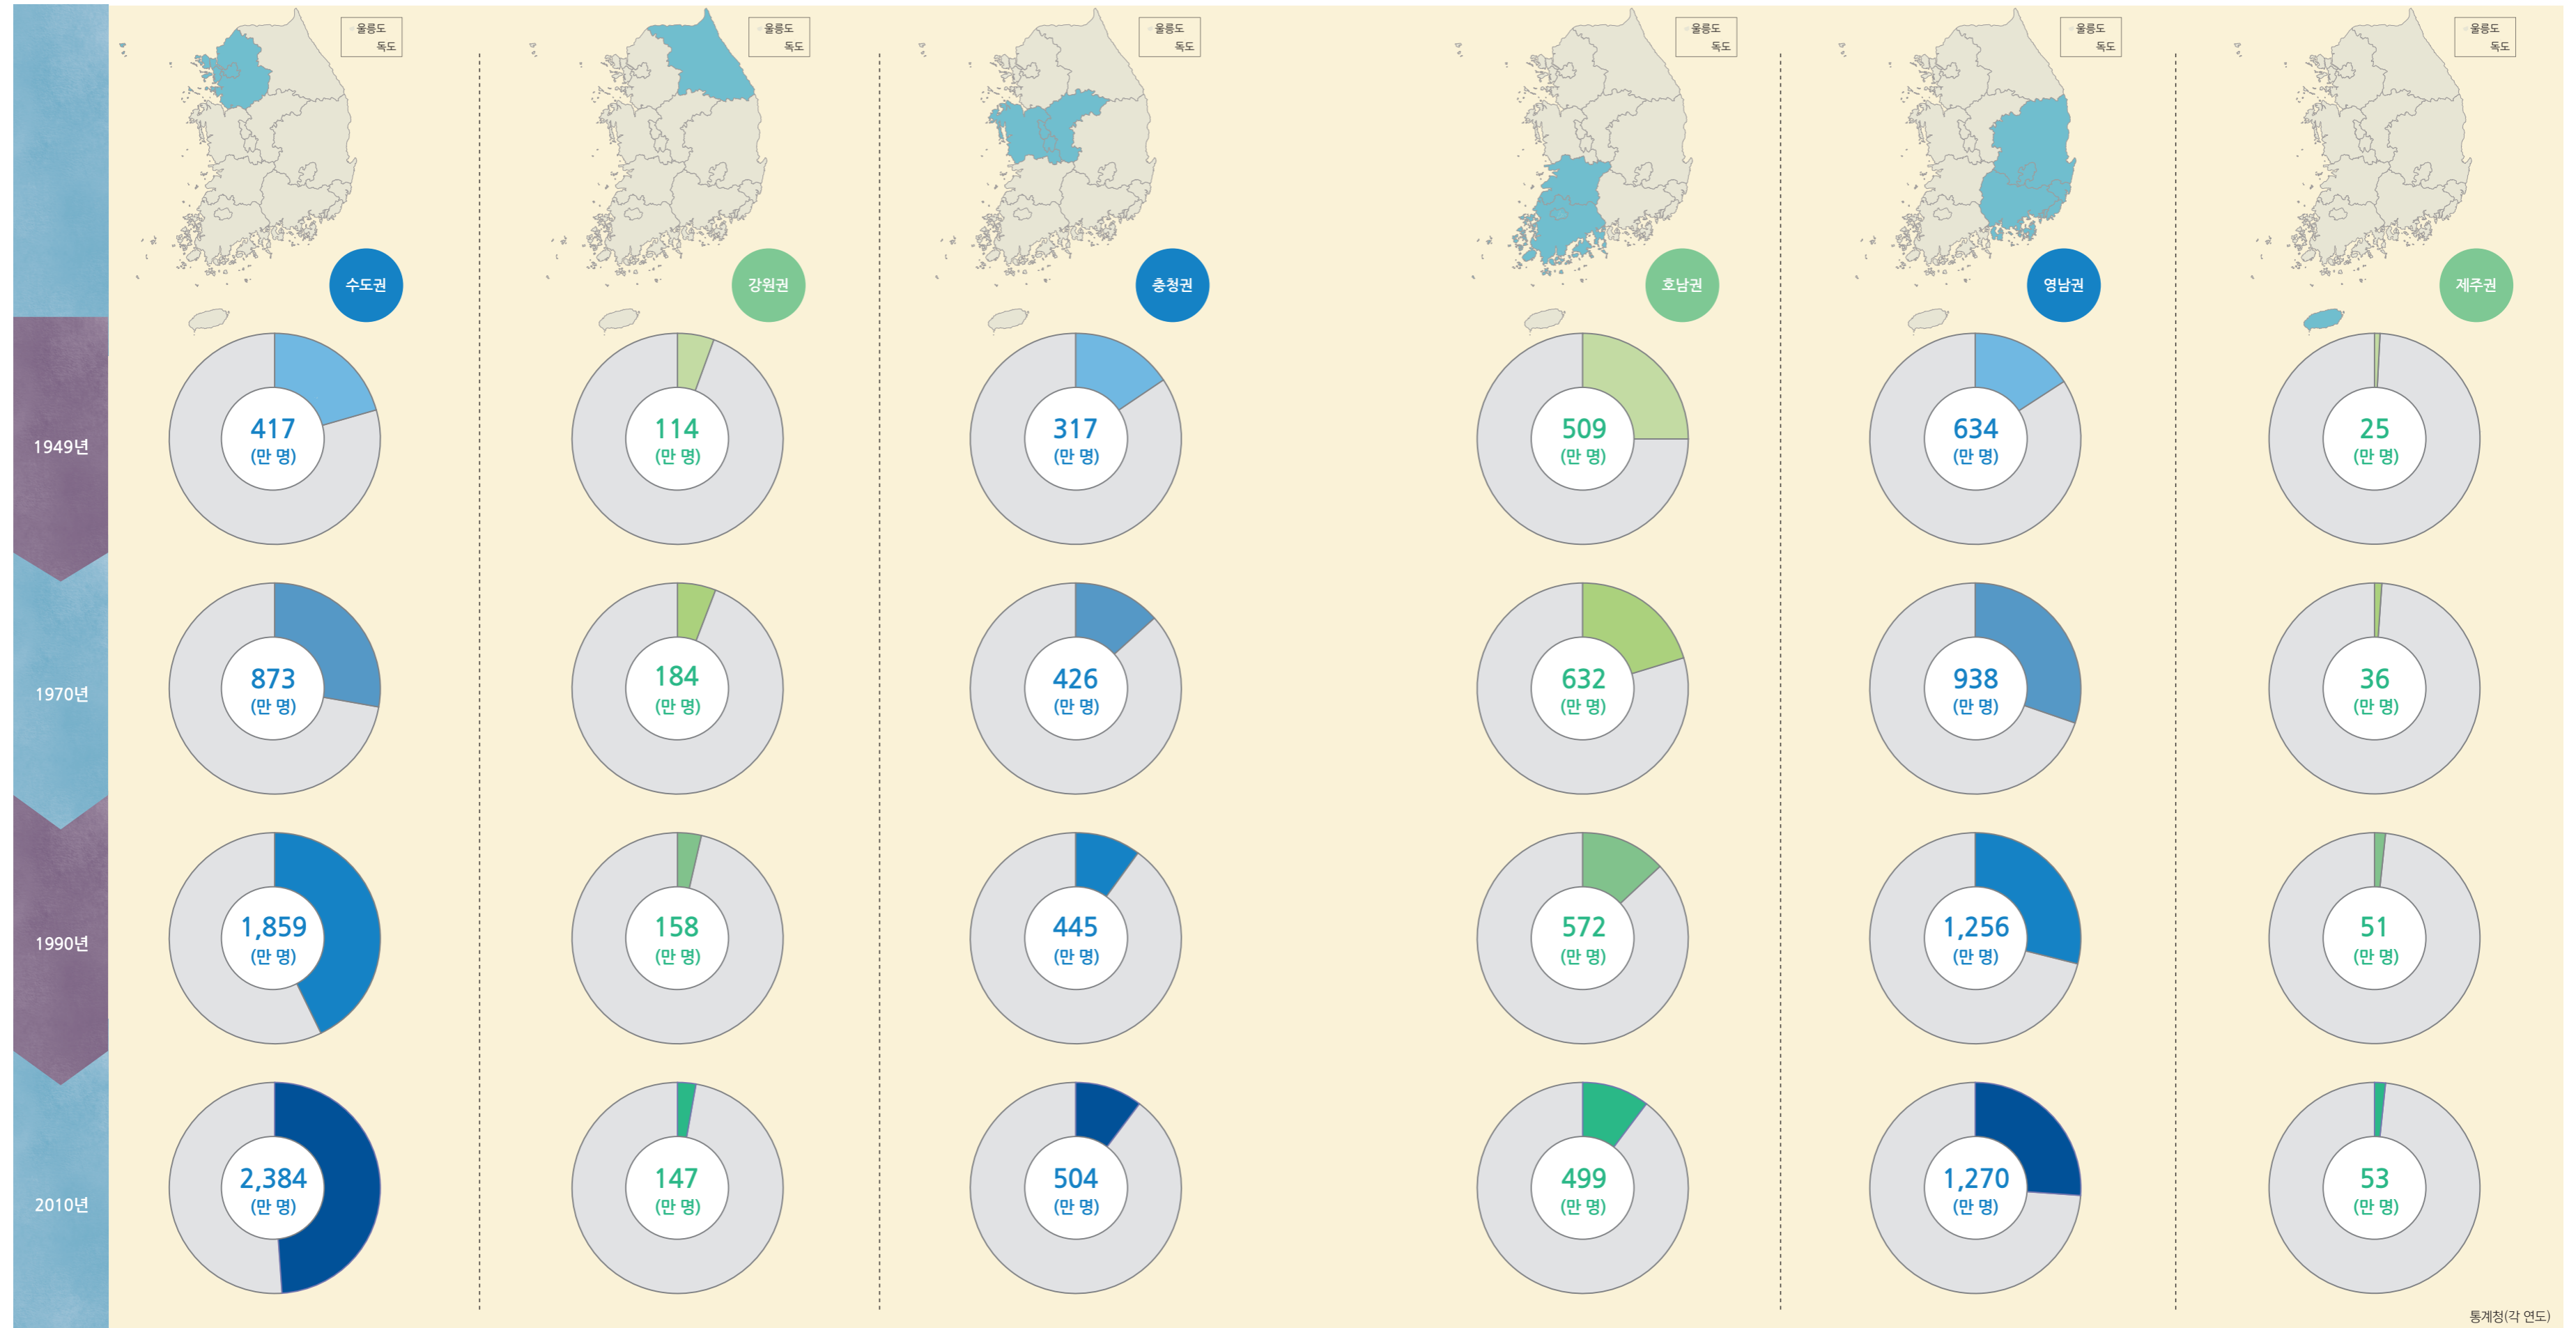 울릉도
독도
울릉도
독도
울릉도
독도
울릉도
독도
울릉도
독도
울릉도
독도
수도권
강원권
충청권
호남권
영남권
제주권
1949년
417
(만 명)
114
(만 명)
317
(만 명)
509
(만 명)
634
(만 명)
25
(만 명)
1970년
873
(만 명)
184
(만 명)
426
(만 명)
632
(만 명)
938
(만 명)
36
(만 명)
1990년
1,859
(만 명)
158
(만 명)
445
(만 명)
572
(만 명)
1,256
(만 명)
51
(만 명)
2010년
2,384
(만 명)
147
(만 명)
504
(만 명)
499
(만 명)
1,270
(만 명)
53
(만 명)
통계청(각 연도)